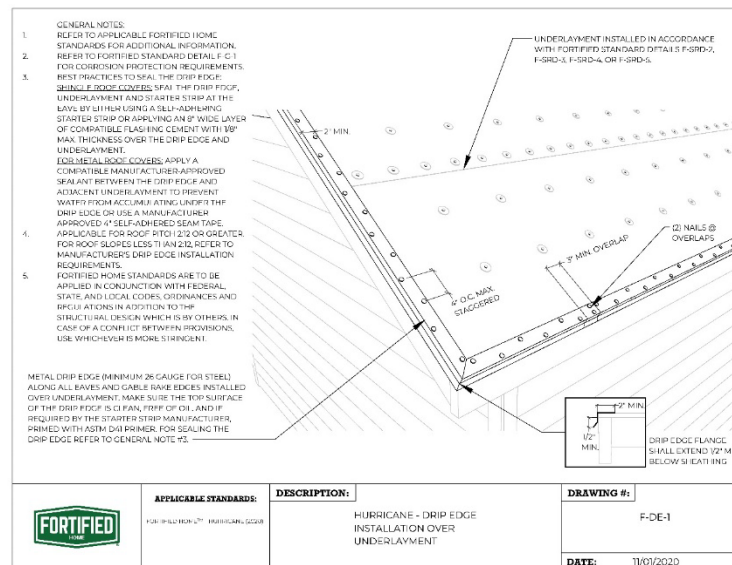 GENERAL NOTES:
1. REFER TO APPLICABLE FORTIFIED HOME
STANDARDS FOR ADDITIONAL INFORMATION.
2. REFER TO FORTIFIED STANDARD DETAIL F-C-1
FOR CORROSION PROTECTION REQUIREMENTS.
3. BEST PRACTICES TO SEAL THE DRIP EDGE:
SHINGLE ROOF COVERS: SEAL THE DRIP EDGE,
UNDERLAYMENT AND STARTER STRIP AT THE
EAVE BY EITHER USING A SELF-ADHERING
STARTER STRIP OR APPLYING AN 8" WIDE LAYER
OF COMPATIBLE FLASHING CEMENT WITH 1/8"
MAX. THICKNESS OVER THE DRIP EDGE AND
UNDERLAYMENT.
FOR METAL ROOF COVERS: APPLY A
COMPATIBLE MANUFACTURER-APPROVED
SEALANT BETWEEN THE DRIP EDGE AND
ADJACENT UNDERLAYMENT TO PREVENT
WATER FROM ACCUMULATING UNDER THE
DRIP EDGE OR USE A MANUFACTURER
APPROVED 4" SELF-ADHERED SEAM TAPE.
4. APPLICABLE FOR ROOF PITCH 2:12 OR GREATER.
FOR ROOF SLOPES LESS THAN 2:12, REFER TO
MANUFACTURER'S DRIP EDGE INSTALLATION
REQUIREMENTS.
5. FORTIFIED HOME STANDARDS ARE TO BE
APPLIED IN CONJUNCTION WITH FEDERAL,
STATE, AND LOCAL CODES, ORDINANCES AND
REGULATIONS IN ADDITION TO THE
STRUCTURAL DESIGN WHICH IS BY OTHERS. IN
CASE OF A CONFLICT BETWEEN PROVISIONS,
USE WHICHEVER IS MORE STRINGENT.
METAL DRIP EDGE (MINIMUM 26 GAUGE FOR STEEL)
ALONG ALL EAVES AND GABLE RAKE EDGES INSTALLED
OVER UNDERLAYMENT. MAKE SURE THE TOP SURFACE
OF THE DRIP EDGE IS CLEAN, FREE OF OIL, AND IF
REQUIRED BY THE STARTER STRIP MANUFACTURER,
PRIMED WITH ASTM D41 PRIMER. FOR SEALING THE
DRIP EDGE REFER TO GENERAL NOTE #3.
UNDERLAYMENT INSTALLED IN ACCORDANCE
WITH FORTIFIED STANDARD DETAILS F-SRD-2,
F-SRD-3, F-SRD-4, OR F-SRD-5.
2" MIN.
(2) NAILS @
OVERLAPS
3" MIN. OVERLAP
4" O.C. MAX.
STAGGERED
2" MIN.
1/2"
MIN.
DRIP EDGE FLANGE
SHALL EXTEND 1/2" M
BELOW SHEATHING
FORTIFIED
HOME
APPLICABLE STANDARDS:
FORTIFIED HOME™ HURRICANE (2020)
DESCRIPTION:
HURRICANE - DRIP EDGE
INSTALLATION OVER
UNDERLAYMENT
DRAWING #:
F-DE-1
DATE: 11/01/2020